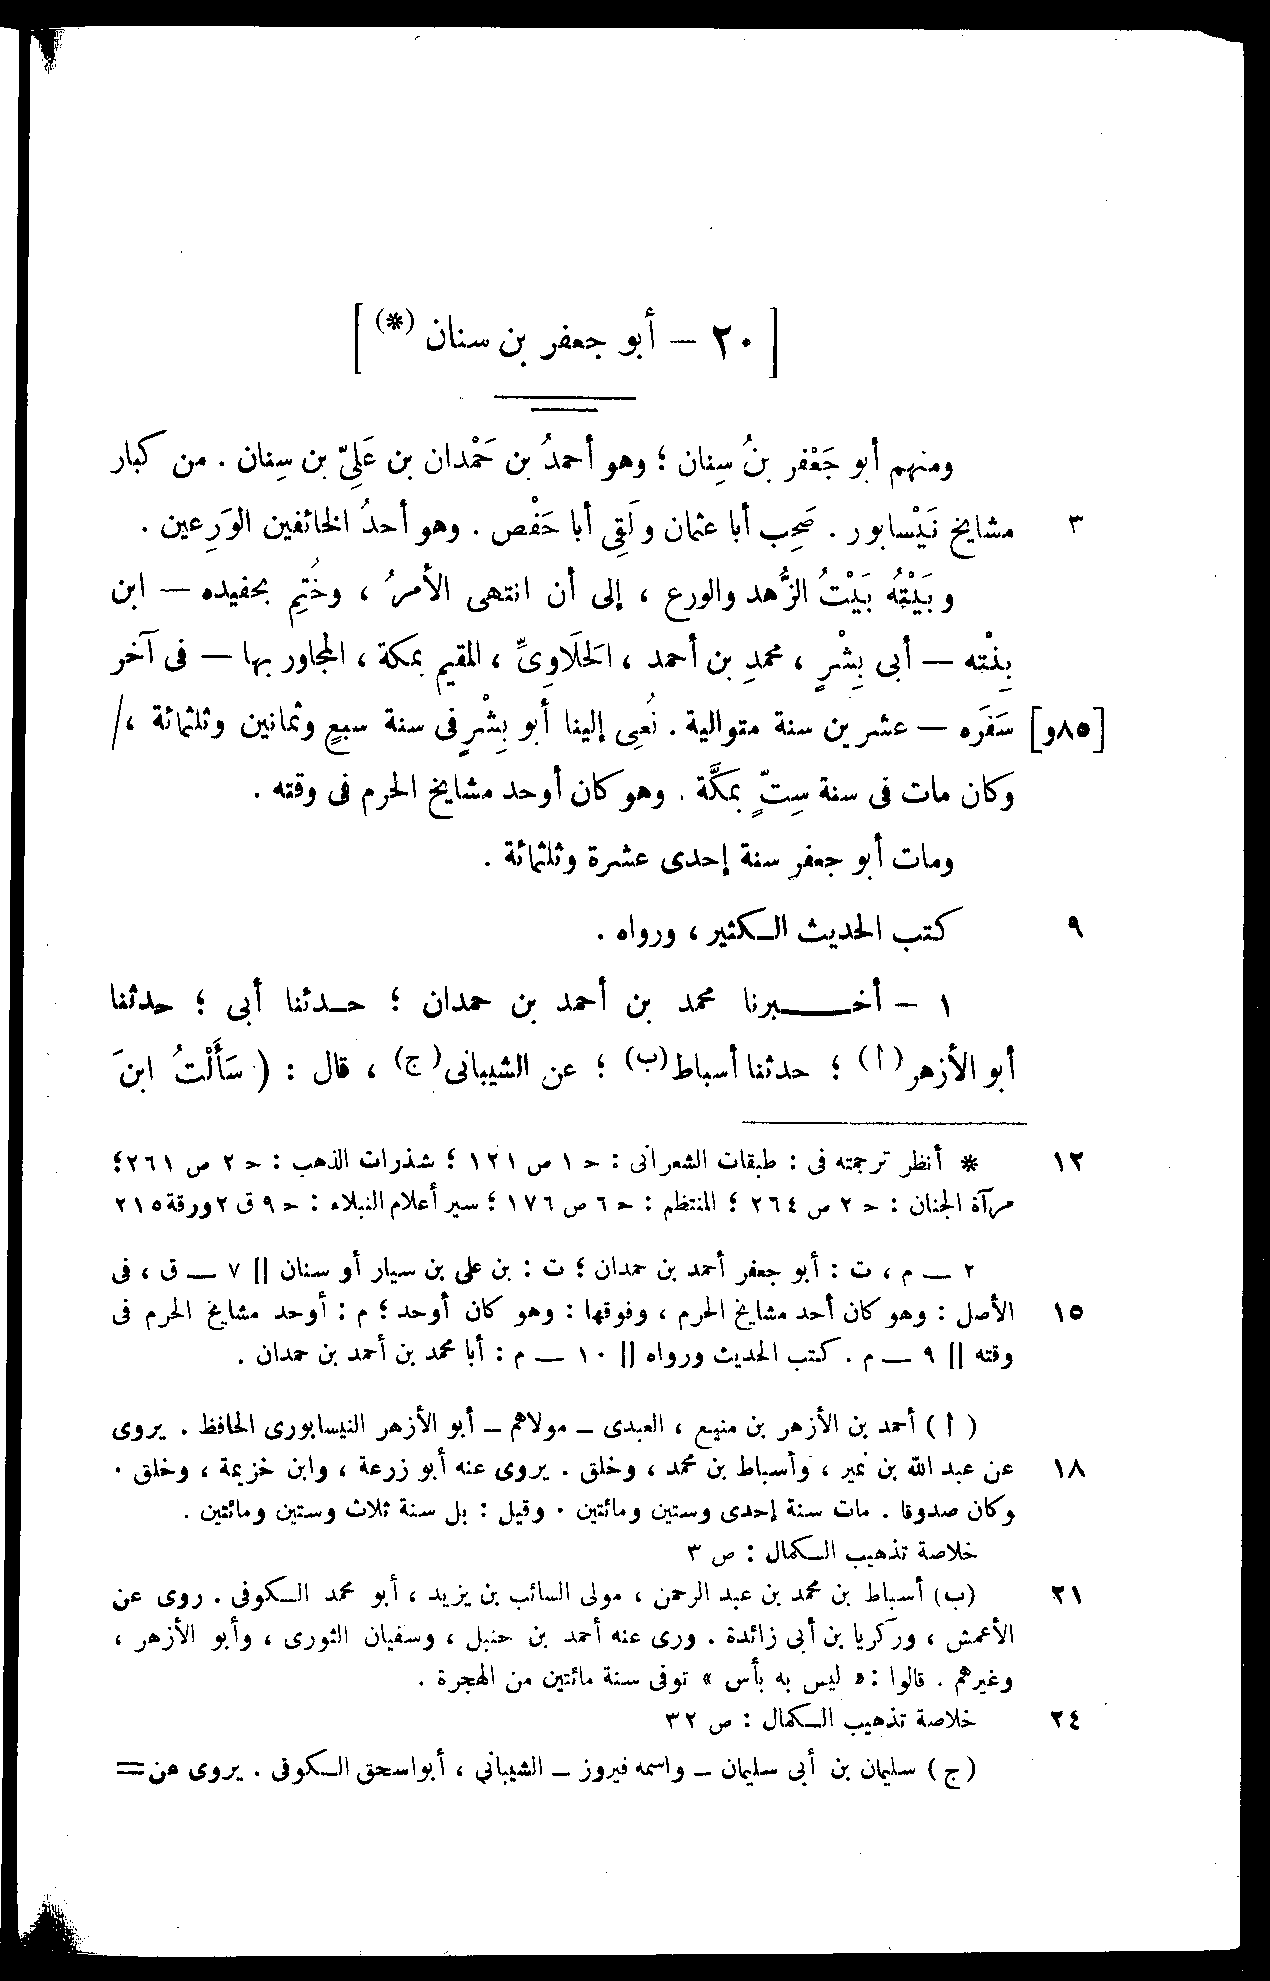 [ ٢٠ – أبو جعفر بن سنان (*) ]
ومنهم أبو جَعْفر بنُ سِنان ؛ وهو أحمدُ بن حَمْدان بن عَلِىّ بن سِنان . من كبار
٣ مشايخ نَيْسابور . صَحِب أبا عثمان ولَقِى أبا حَفْص . وهو أحدُ الخائفين الوَرِعين .
وبَيْتُه بَيْتُ الزُّهد والورع ، إلى أن انتهى الأمرُ ، وخُتِم بحفيده — ابن
بِنْته — أبى بِشْرٍ ، محمدِ بن أحمد ، الحَلَاوِىِّ ، المقيم بمكة ، المجاور بها — فى آخر
[٨٥و] سَفَره — عشرين سنة متوالية . نُعِى إلينا أبو بِشْرٍ فى سنة سبعٍ وثمانين وثلثمائة ،/
وكان مات فى سنة سِتّ بمَكَّة . وهو كان أوحد مشايخ الحرم فى وقته .
ومات أبو جعفر سنة إحدى عشرة وثلثمائة .
٩ كتب الحديث الكثير ، ورواه .
١ – أخبرنا محمد بن أحمد بن حمدان ؛ حدثنا أبى ؛ حدثنا
أبو الأزهر (أ) ؛ حدثنا أسباط (ب) ؛ عن الشيبانى (ج) ، قال : ( سَأَلْتُ ابنَ
١٢ * أنظر ترجمته فى : طبقات الشعرانى : حـ ١ ص ١٢١ ؛ شذرات الذهب : حـ ٢ ص ٢٦١ ؛
مرآة الجنان : حـ ٢ ص ٢٦٤ ؛ المنتظم : حـ ٦ ص ١٧٦ ؛ سير أعلام النبلاء : حـ ٩ ق ٢ ورقة ٢١٥
٢ — م ، ت : أبو جعفر أحمد بن حمدان ؛ ت : بن على بن سيار أو سنان || ٧ — ق ، فى
١٥ الأصل : وهو كان أحد مشايخ الحرم ، وفوقها : وهو كان أوحد ؛ م : أوحد مشايخ الحرم فى
وقته || ٩ — م . كتب الحديث ورواه || ١٠ — م : أبا محمد بن أحمد بن حمدان .
( أ ) أحمد بن الأزهر بن منيع ، العبدى – مولاهم – أبو الأزهر النيسابورى الحافظ . يروى
١٨ عن عبد الله بن نمير ، وأسباط بن محمد ، وخلق . يروى عنه أبو زرعة ، وابن خزيمة ، وخلق .
وكان صدوقا . مات سنة إحدى وستين ومائتين . وقيل : بل سنة ثلاث وستين ومائتين .
خلاصة تذهيب الكمال : ص ٣
٢١ (ب) أسباط بن محمد بن عبد الرحمن ، مولى السائب بن يزيد ، أبو محمد الكوفى . روى عن
الأعمش ، وركريا بن أبى زائدة . ورى عنه أحمد بن حنبل ، وسفيان الثورى ، وأبو الأزهر ،
وغيرهم . قالوا : « ليس به بأس » توفى سنة مائتين من الهجرة .
٢٤ خلاصة تذهيب الكمال : ص ٣٢
(ج) سليمان بن أبى سليمان – واسمه فيروز – الشيباني ، أبو اسحق الكوفى . يروى عن =